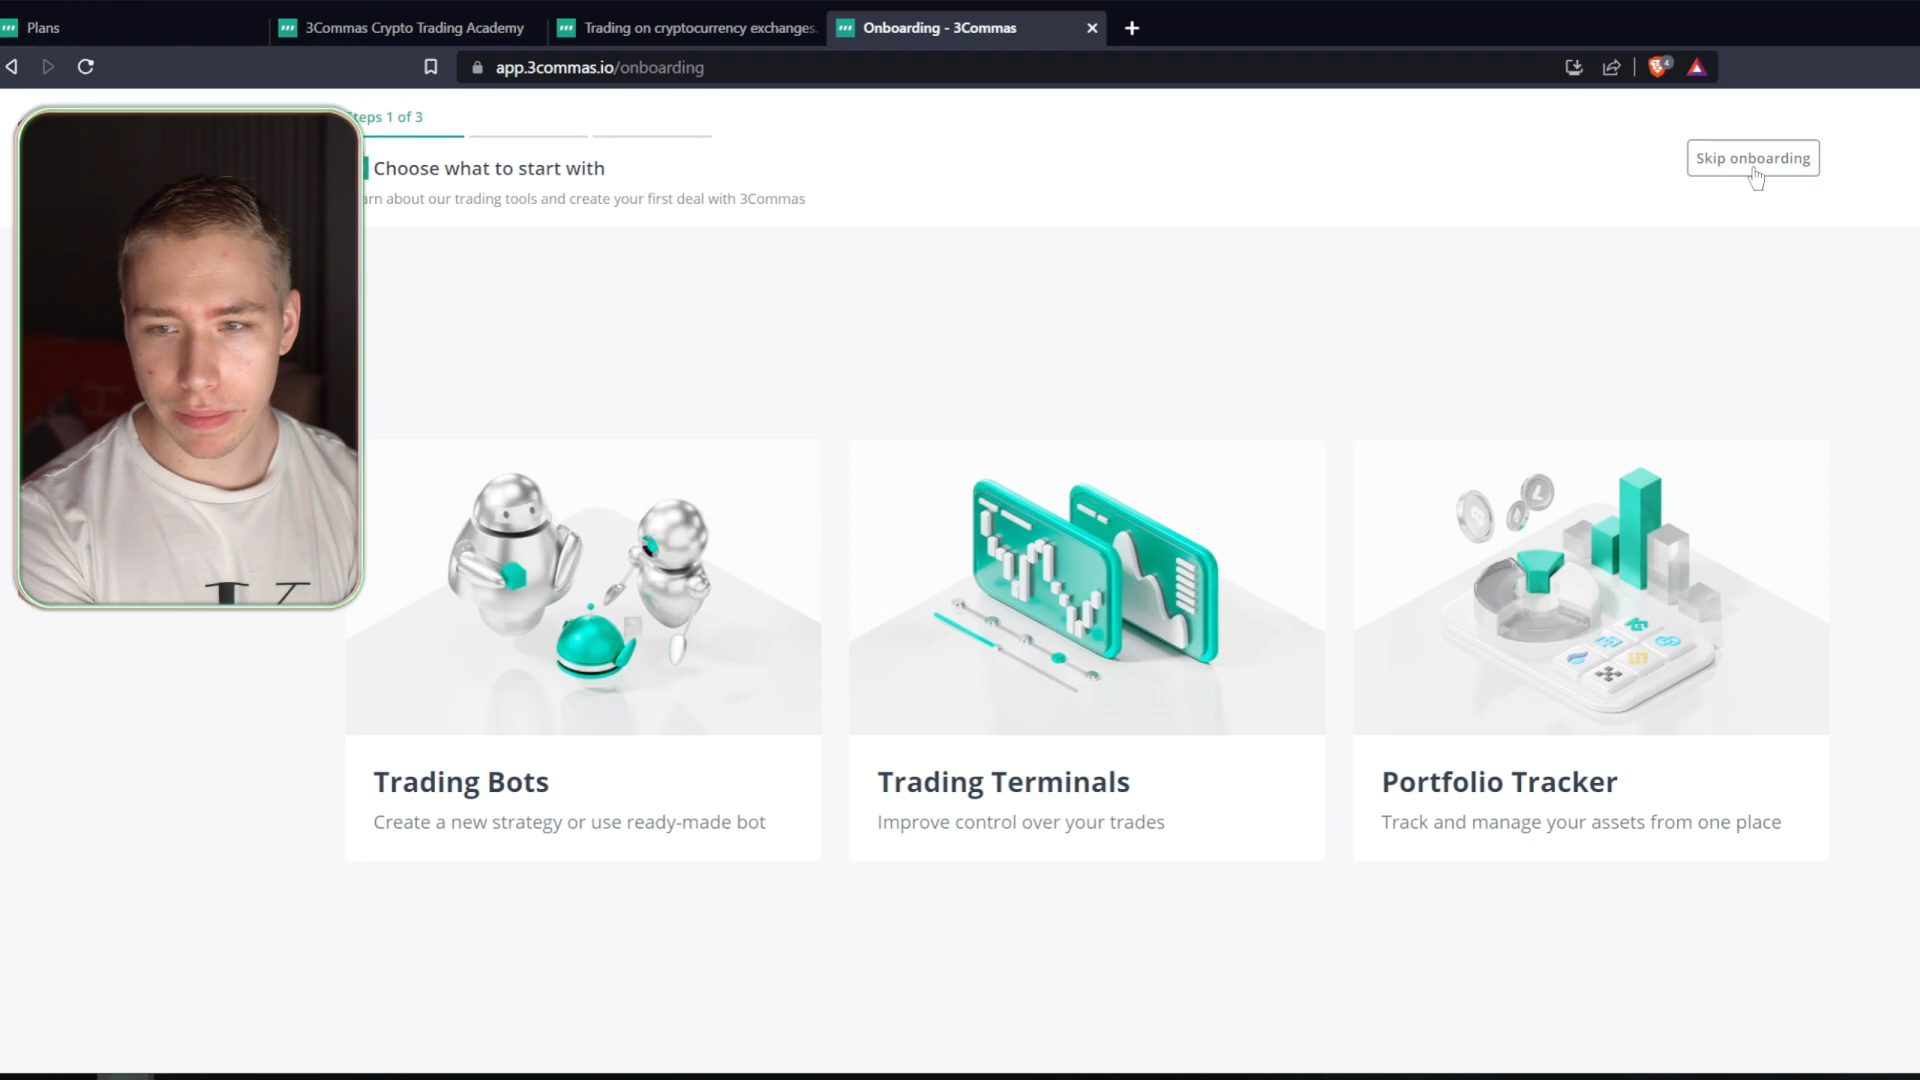 Plans
3Commas Crypto Trading Academy
Trading on cryptocurrency exchanges.
Onboarding - 3Commas
app.3commas.io/onboarding
4
teps 1 of 3
Choose what to start with
arn about our trading tools and create your first deal with 3Commas
Skip onboarding
Trading Bots
Create a new strategy or use ready-made bot
Trading Terminals
Improve control over your trades
Portfolio Tracker
Track and manage your assets from one place